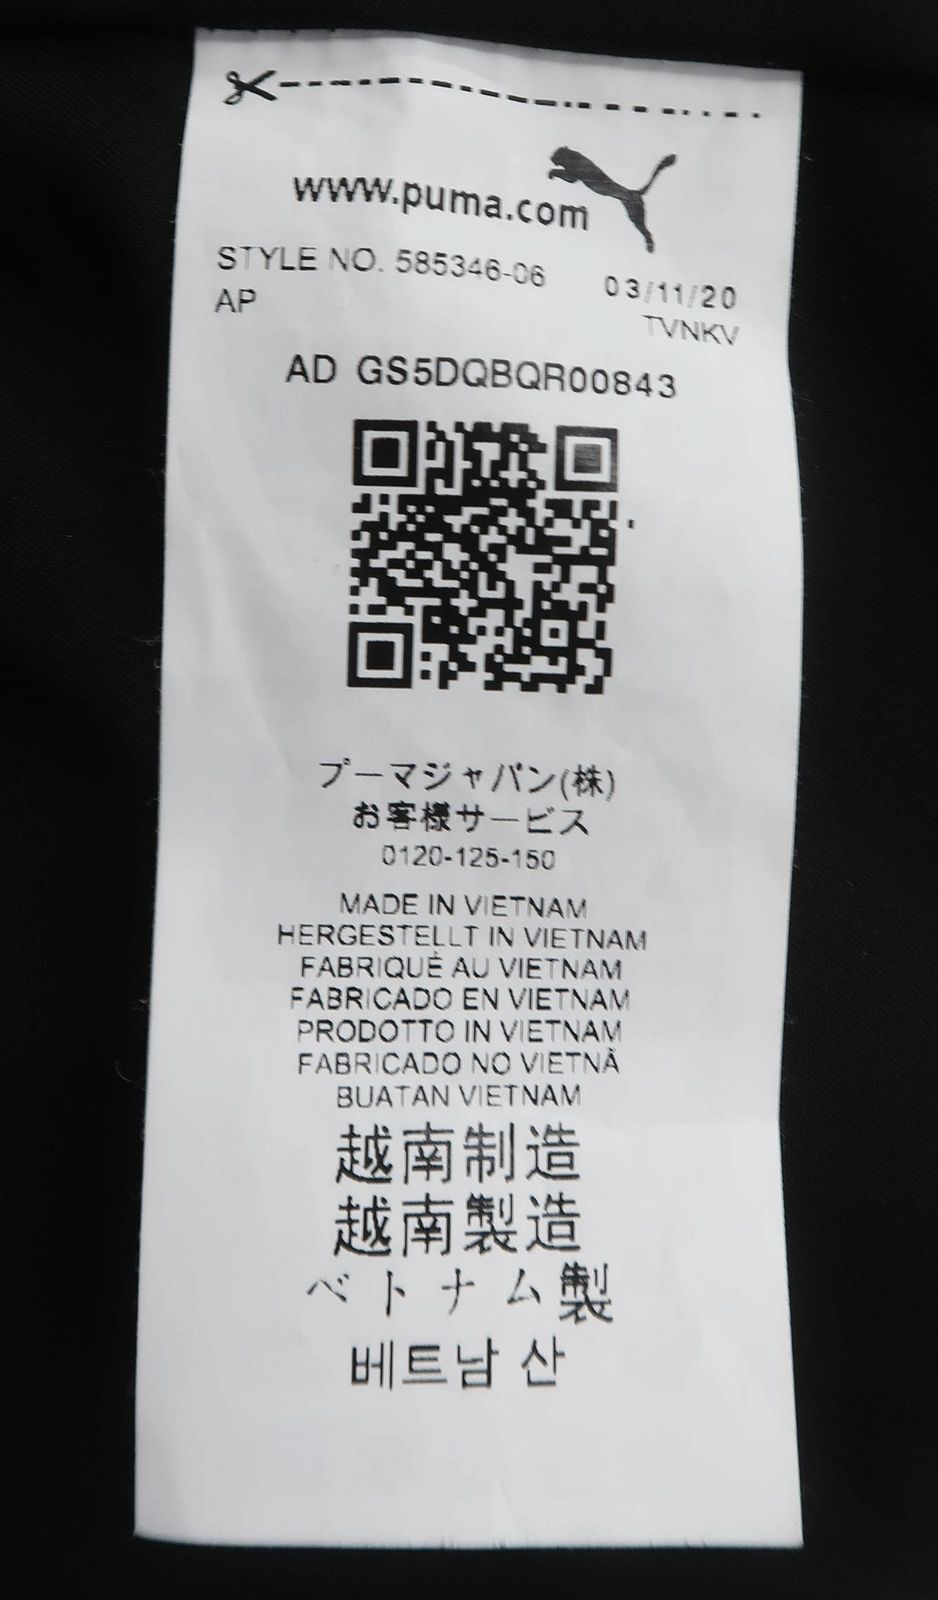 www.puma.com
STYLE NO. 585346-06 03/11/20
AP TVNKV
AD GS5DQBQR00843
プーマジャパン(株)
お客様サービス
0120-125-150
MADE IN VIETNAM
HERGESTELLT IN VIETNAM
FABRIQUÉ AU VIETNAM
FABRICADO EN VIETNAM
PRODOTTO IN VIETNAM
FABRICADO NO VIETNÃ
BUATAN VIETNAM
越南制造
越南製造
ベトナム製
베트남 산